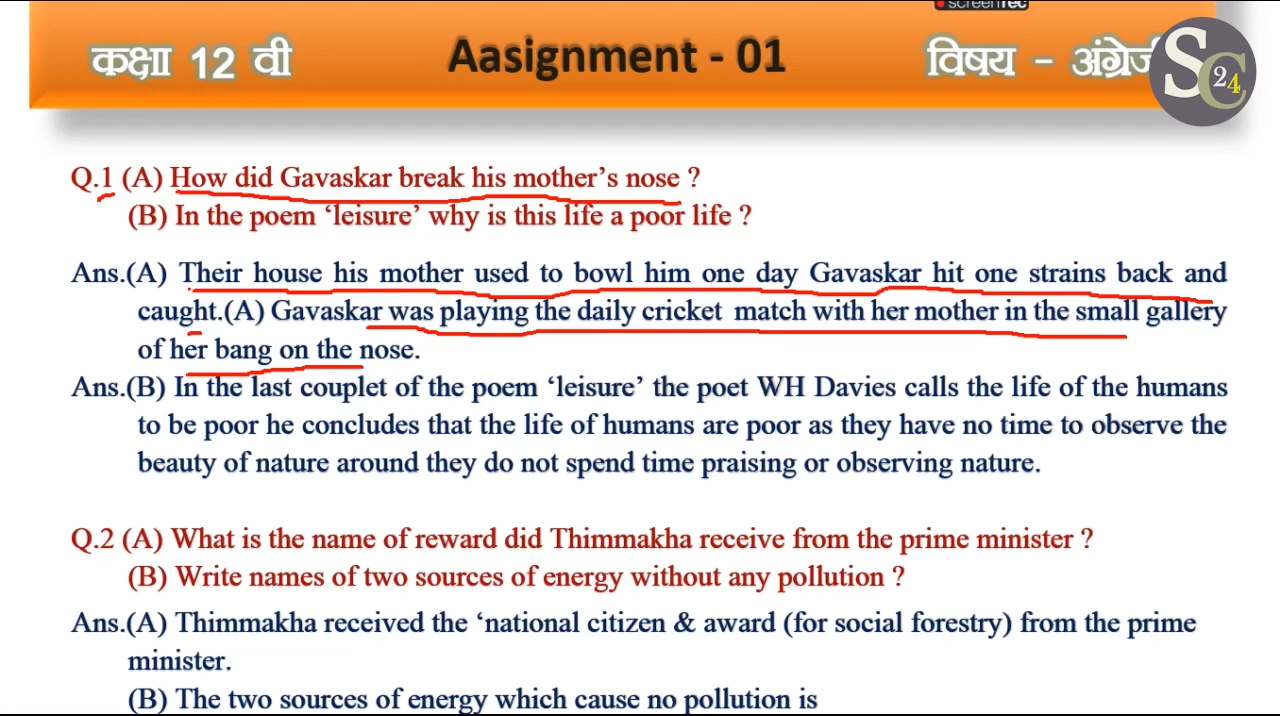 screenrec
कक्षा 12 वी Aasignment - 01 विषय - अंग्रेजी
SC 24
Q.1 (A) How did Gavaskar break his mother’s nose ?
(B) In the poem ‘leisure’ why is this life a poor life ?
Ans.(A) Their house his mother used to bowl him one day Gavaskar hit one strains back and
caught.(A) Gavaskar was playing the daily cricket match with her mother in the small gallery
of her bang on the nose.
Ans.(B) In the last couplet of the poem ‘leisure’ the poet WH Davies calls the life of the humans
to be poor he concludes that the life of humans are poor as they have no time to observe the
beauty of nature around they do not spend time praising or observing nature.
Q.2 (A) What is the name of reward did Thimmakha receive from the prime minister ?
(B) Write names of two sources of energy without any pollution ?
Ans.(A) Thimmakha received the ‘national citizen & award (for social forestry) from the prime
minister.
(B) The two sources of energy which cause no pollution is